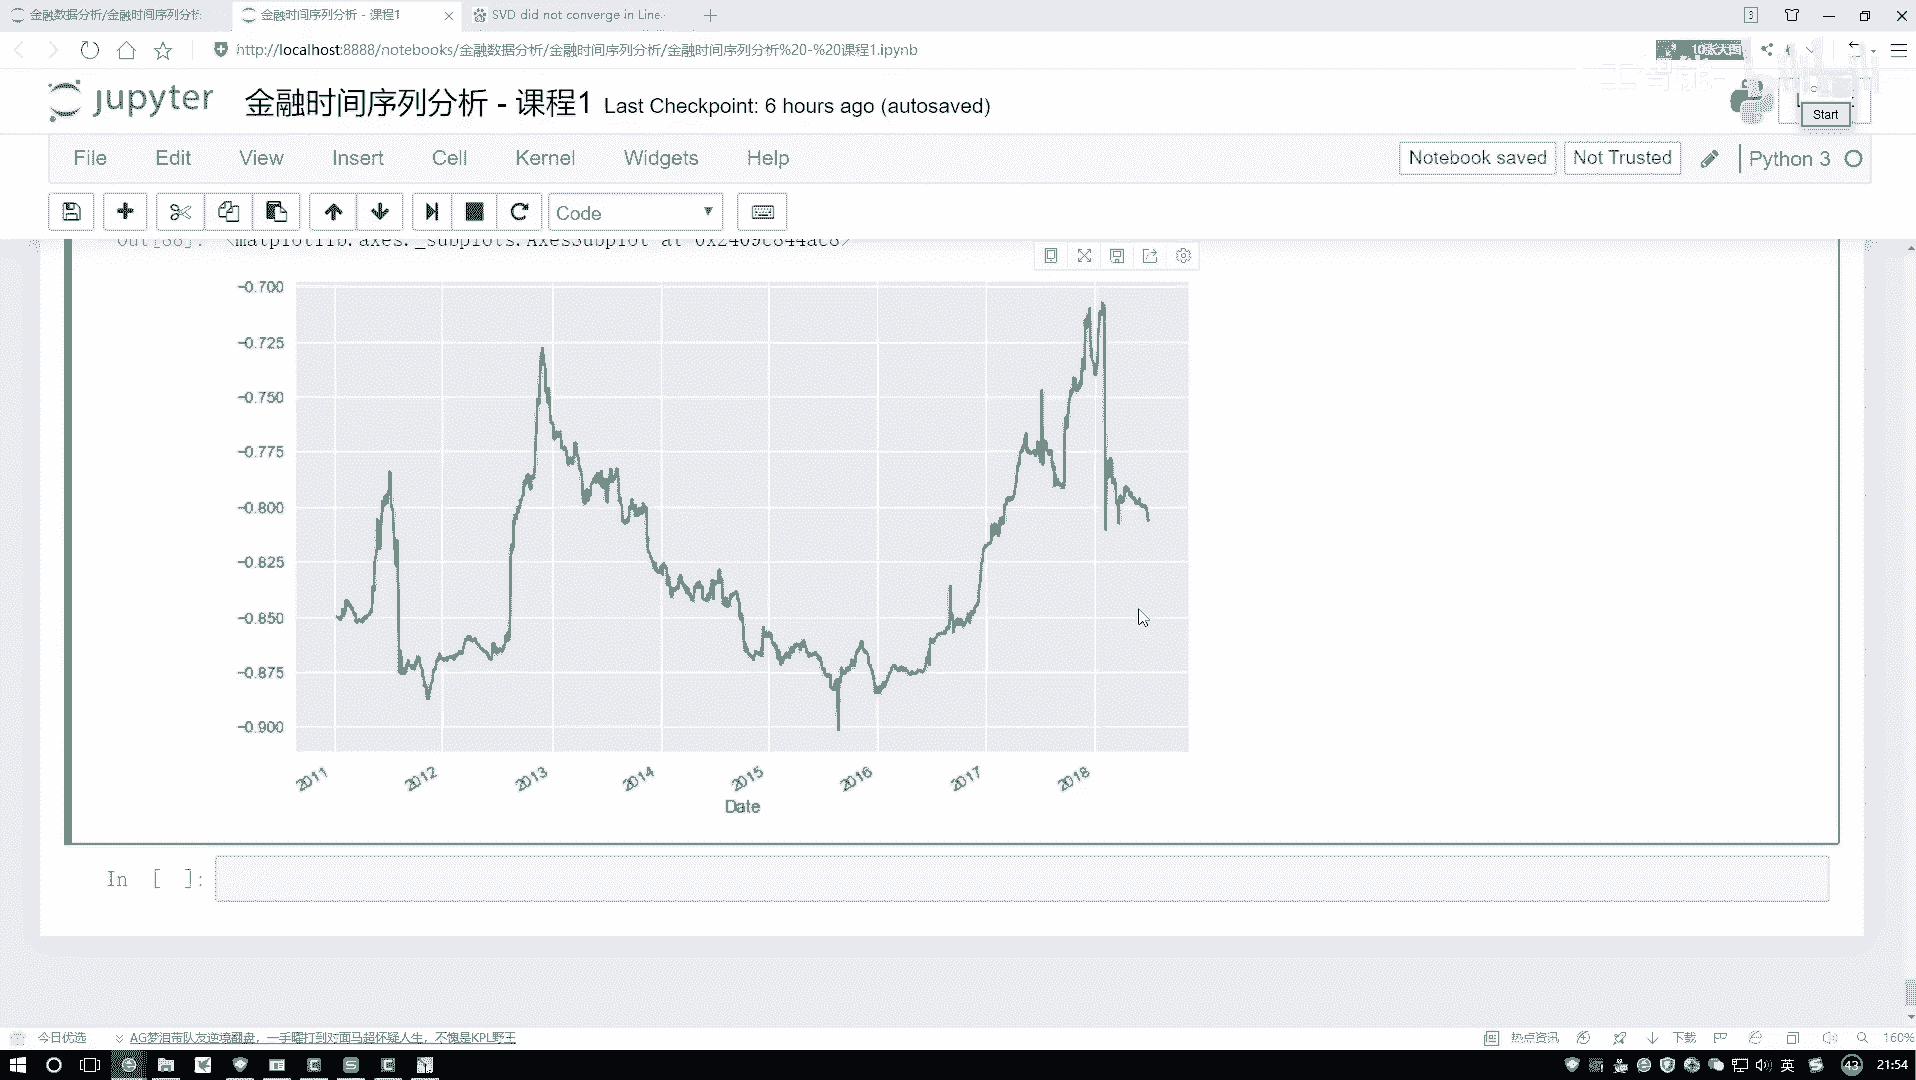 金融数据分析/金融时间序列分析
金融时间序列分析 - 课程1
SVD did not converge in Line
3
http://localhost:8888/notebooks/金融数据分析/金融时间序列分析/金融时间序列分析%20-%20课程1.ipynb
10张大图
jupyter
金融时间序列分析 - 课程1 Last Checkpoint: 6 hours ago (autosaved)
Start
File Edit View Insert Cell Kernel Widgets Help
Notebook saved Not Trusted Python 3
Code
<matplotlib.axes._subplots.AxesSubplot at 0x2409c844ac8>
−0.700
−0.725
−0.750
−0.775
−0.800
−0.825
−0.850
−0.875
−0.900
2011 2012 2013 2014 2015 2016 2017 2018
Date
In [ ]:
今日优选
AG梦泪带队友逆境翻盘，一手曜打到对面马超怀疑人生，不愧是KPL野王
热点资讯
下载
160%
英
43
21:54